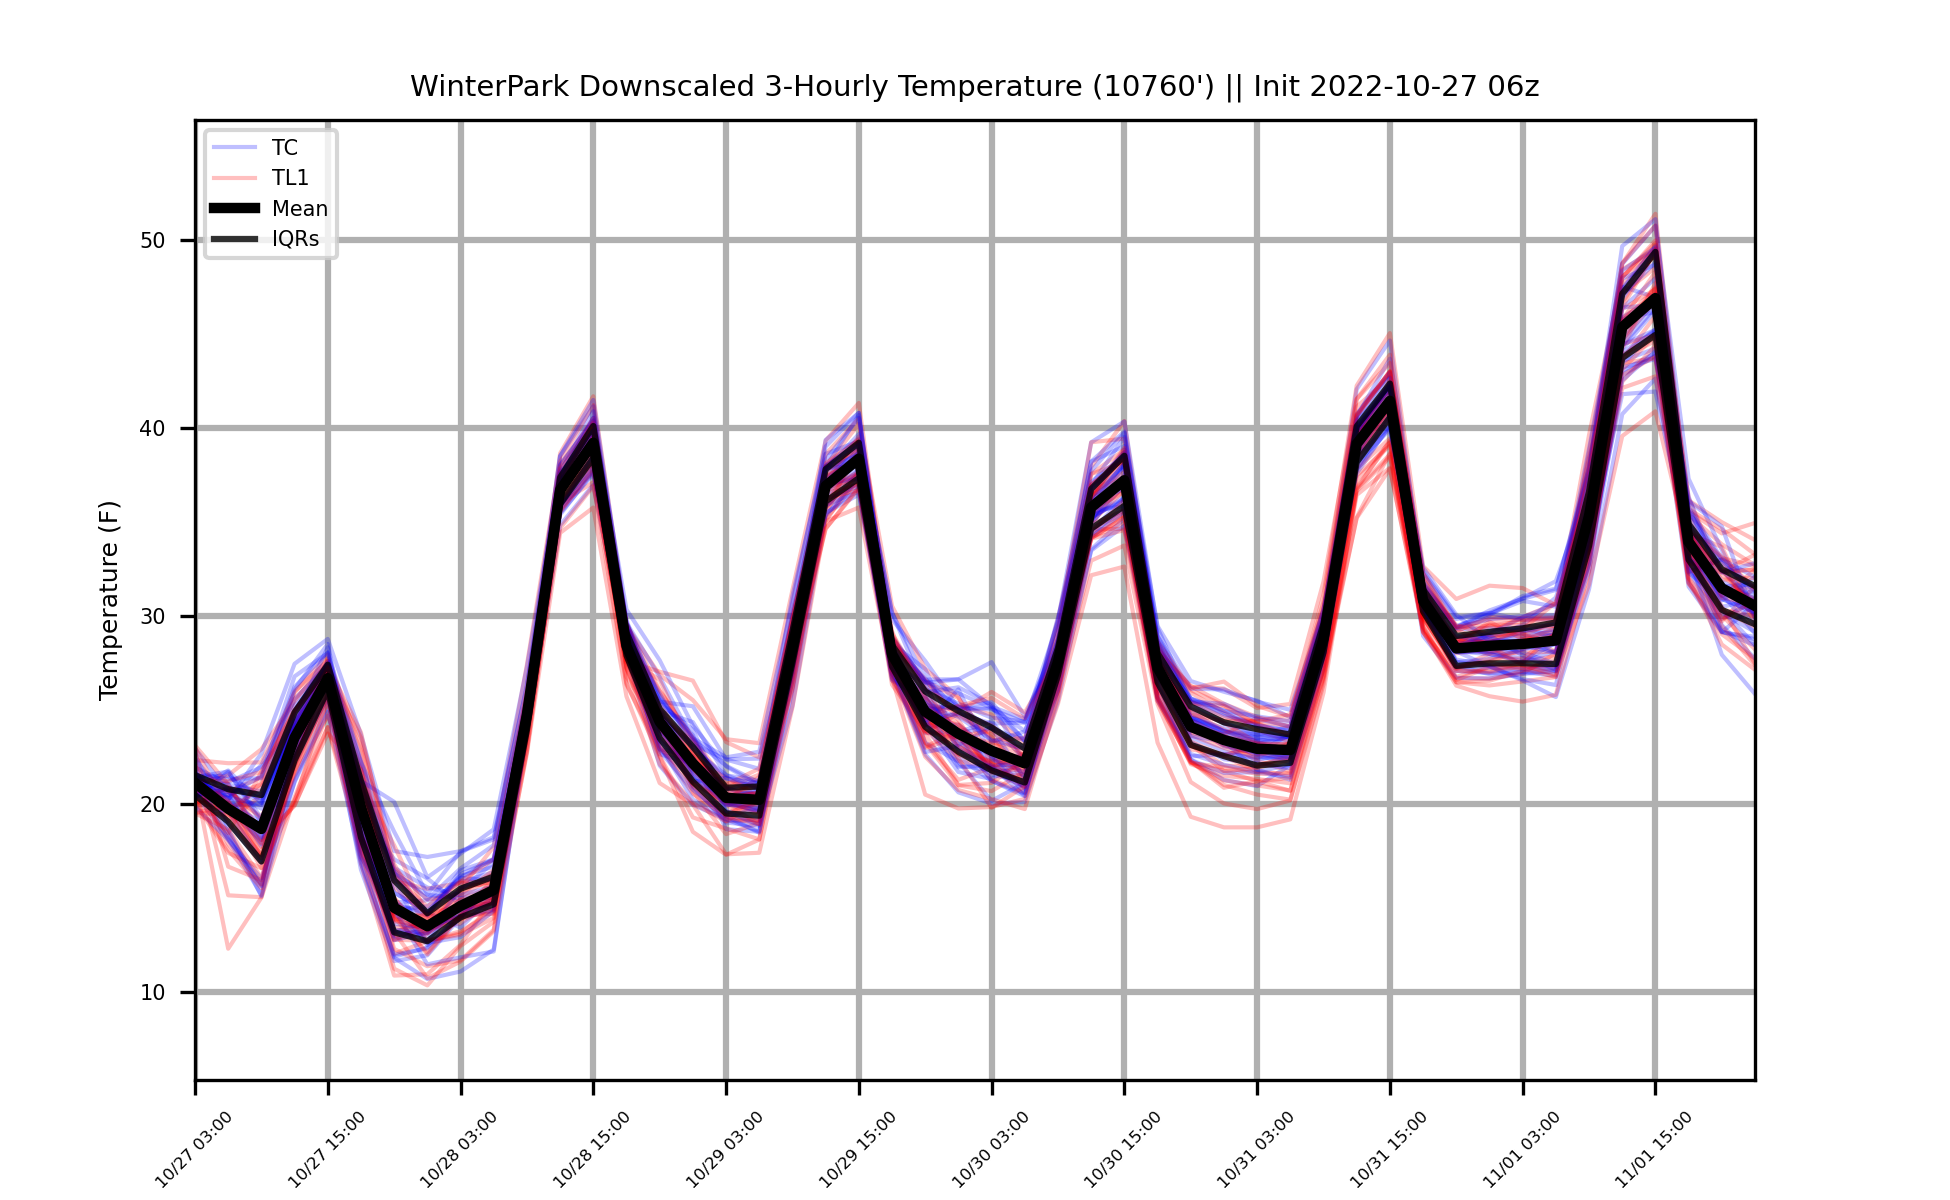 WinterPark Downscaled 3-Hourly Temperature (10760') || Init 2022-10-27 06z
TC
TL1
Mean
IQRs
Temperature (F)
50
40
30
20
10
10/27 03:00
10/27 15:00
10/28 03:00
10/28 15:00
10/29 03:00
10/29 15:00
10/30 03:00
10/30 15:00
10/31 03:00
10/31 15:00
11/01 03:00
11/01 15:00